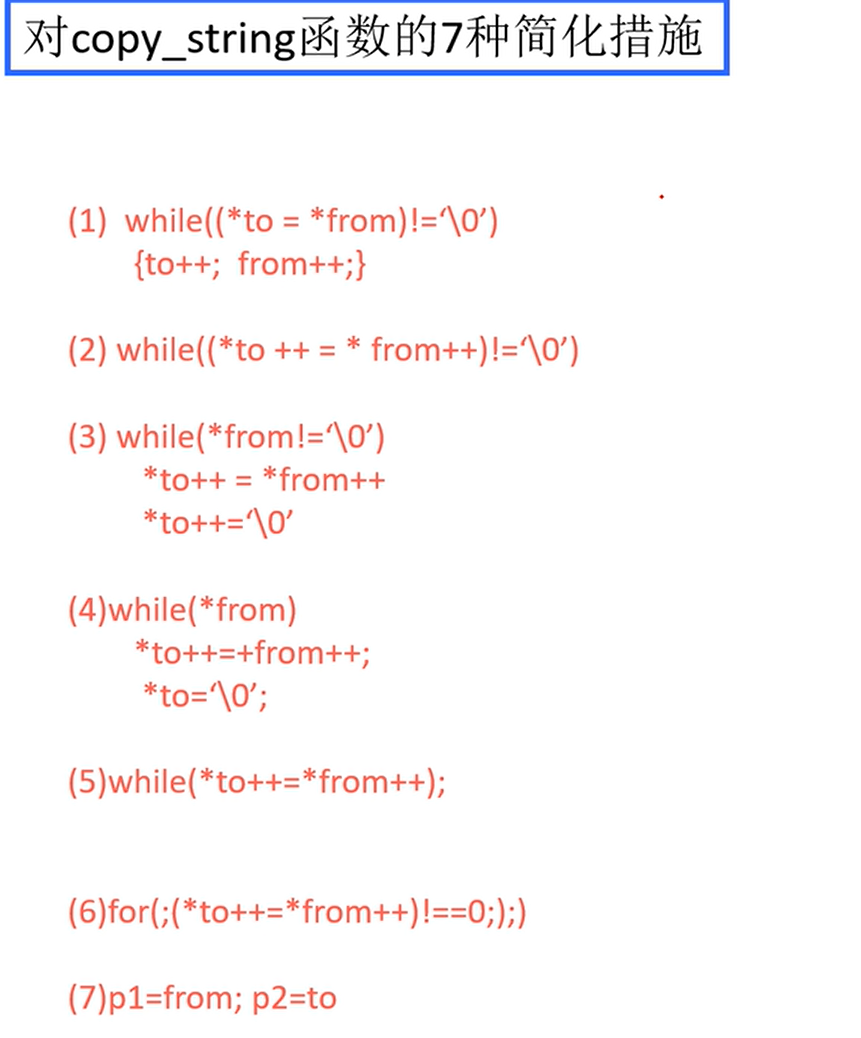 对copy_string函数的7种简化措施
(1) while((*to = *from)!=‘\0’)
{to++; from++;}
(2) while((*to ++ = * from++)!=‘\0’)
(3) while(*from!=‘\0’)
*to++ = *from++
*to++=‘\0’
(4)while(*from)
*to++=+from++;
*to=‘\0’;
(5)while(*to++=*from++);
(6)for(;(*to++=*from++)!==0;);)
(7)p1=from; p2=to